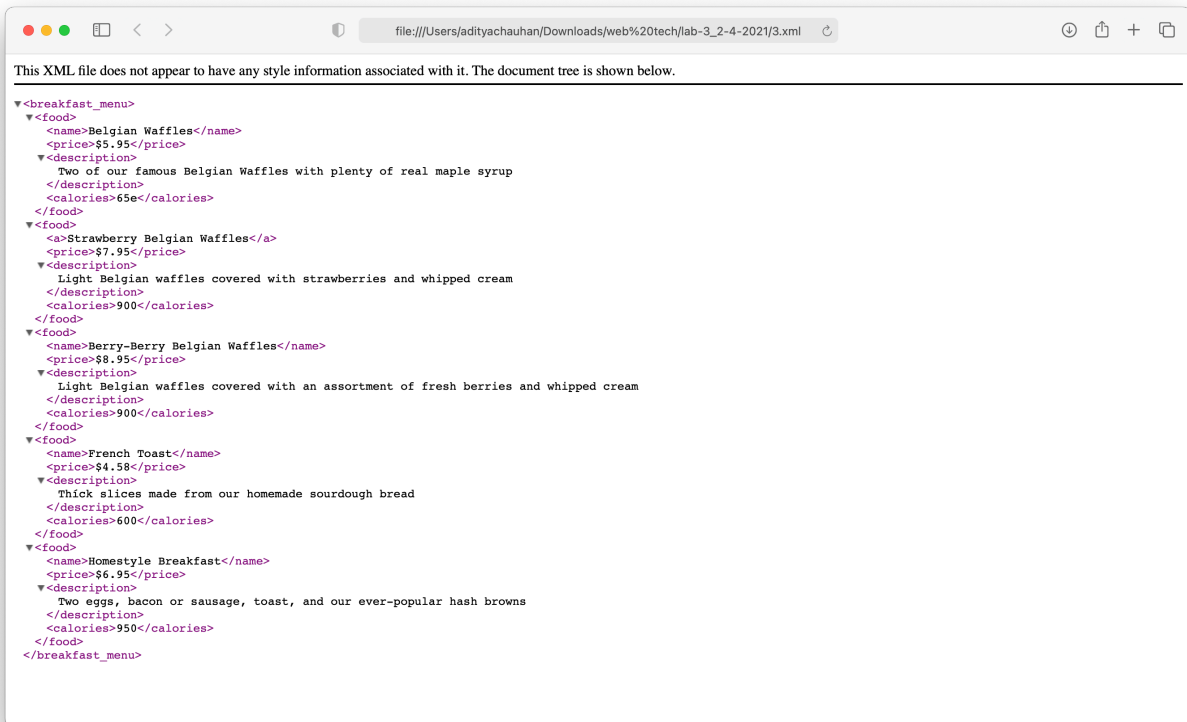 file:///Users/adityachauhan/Downloads/web%20tech/lab-3_2-4-2021/3.xml
This XML file does not appear to have any style information associated with it. The document tree is shown below.
▼<breakfast_menu>
▼<food>
<name>Belgian Waffles</name>
<price>$5.95</price>
▼<description>
Two of our famous Belgian Waffles with plenty of real maple syrup
</description>
<calories>65e</calories>
</food>
▼<food>
<a>Strawberry Belgian Waffles</a>
<price>$7.95</price>
▼<description>
Light Belgian waffles covered with strawberries and whipped cream
</description>
<calories>900</calories>
</food>
▼<food>
<name>Berry-Berry Belgian Waffles</name>
<price>$8.95</price>
▼<description>
Light Belgian waffles covered with an assortment of fresh berries and whipped cream
</description>
<calories>900</calories>
</food>
▼<food>
<name>French Toast</name>
<price>$4.58</price>
▼<description>
Thíck slices made from our homemade sourdough bread
</description>
<calories>600</calories>
</food>
▼<food>
<name>Homestyle Breakfast</name>
<price>$6.95</price>
▼<description>
Two eggs, bacon or sausage, toast, and our ever-popular hash browns
</description>
<calories>950</calories>
</food>
</breakfast_menu>